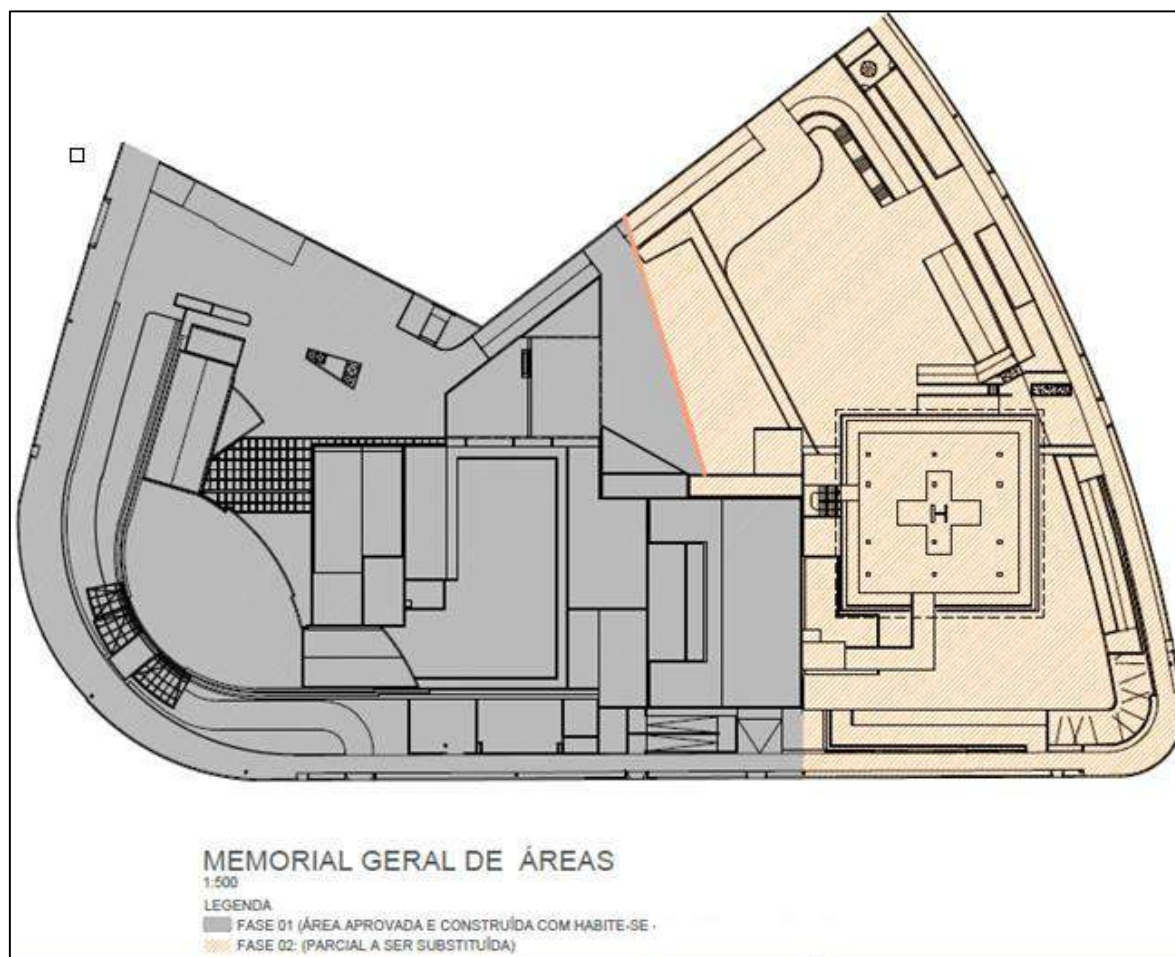 H
MEMORIAL GERAL DE ÁREAS
1:500
LEGENDA
FASE 01 (ÁREA APROVADA E CONSTRUÍDA COM HABITE-SE -
FASE 02: (PARCIAL A SER SUBSTITUÍDA)